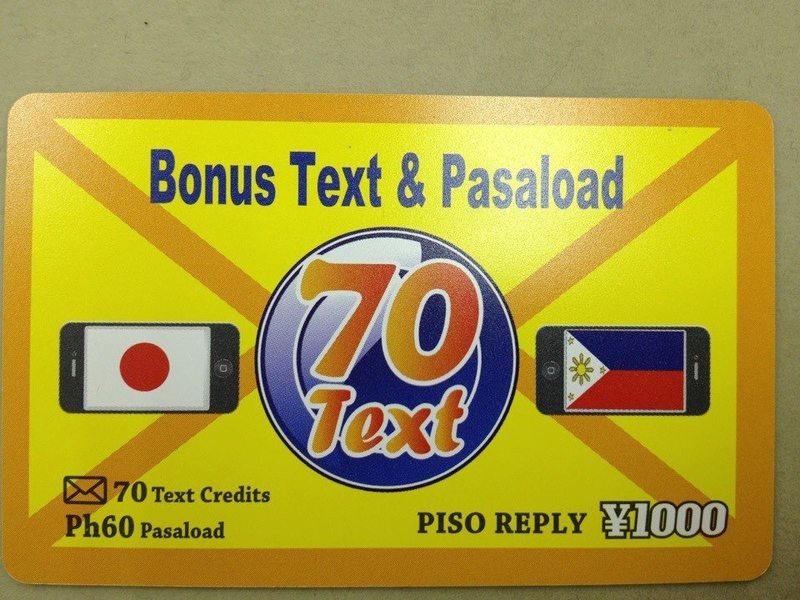 Bonus Text & Pasaload
70
Text
70 Text Credits
Ph60 Pasaload
PISO REPLY ¥1000